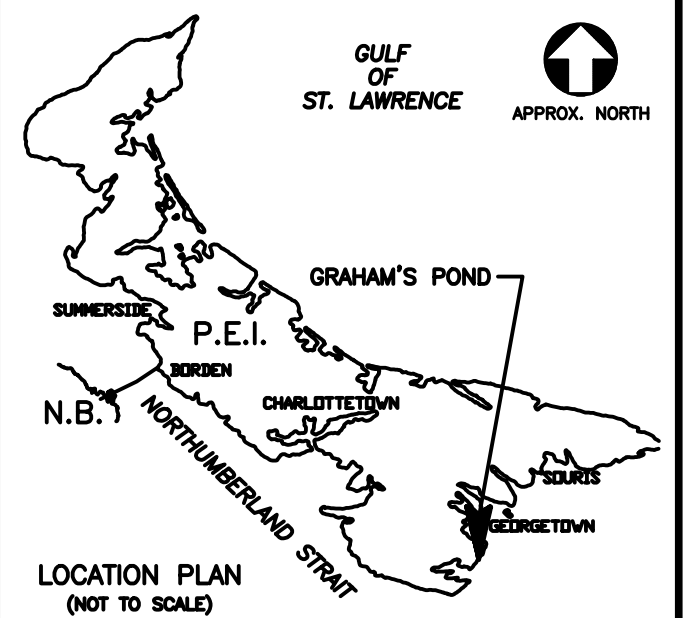 GULF
OF
ST. LAWRENCE
APPROX. NORTH
GRAHAM'S POND
SUMMERSIDE
P.E.I.
BORDEN
N.B.
CHARLOTTETOWN
NORTHUMBERLAND STRAIT
SOURIS
GEORGETOWN
LOCATION PLAN
(NOT TO SCALE)